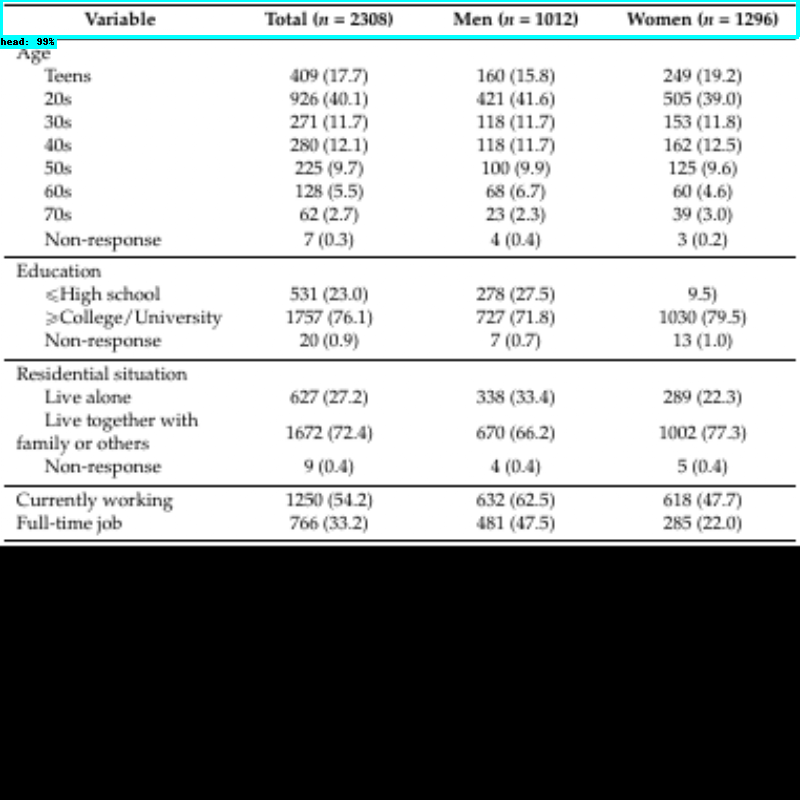 Variable Total (n = 2308) Men (n = 1012) Women (n = 1296)
head: 99%
Age
Teens 409 (17.7) 160 (15.8) 249 (19.2)
20s 926 (40.1) 421 (41.6) 505 (39.0)
30s 271 (11.7) 118 (11.7) 153 (11.8)
40s 280 (12.1) 118 (11.7) 162 (12.5)
50s 225 (9.7) 100 (9.9) 125 (9.6)
60s 128 (5.5) 68 (6.7) 60 (4.6)
70s 62 (2.7) 23 (2.3) 39 (3.0)
Non-response 7 (0.3) 4 (0.4) 3 (0.2)
Education
⩽High school 531 (23.0) 278 (27.5) 9.5)
⩾College/University 1757 (76.1) 727 (71.8) 1030 (79.5)
Non-response 20 (0.9) 7 (0.7) 13 (1.0)
Residential situation
Live alone 627 (27.2) 338 (33.4) 289 (22.3)
Live together with
family or others 1672 (72.4) 670 (66.2) 1002 (77.3)
Non-response 9 (0.4) 4 (0.4) 5 (0.4)
Currently working 1250 (54.2) 632 (62.5) 618 (47.7)
Full-time job 766 (33.2) 481 (47.5) 285 (22.0)